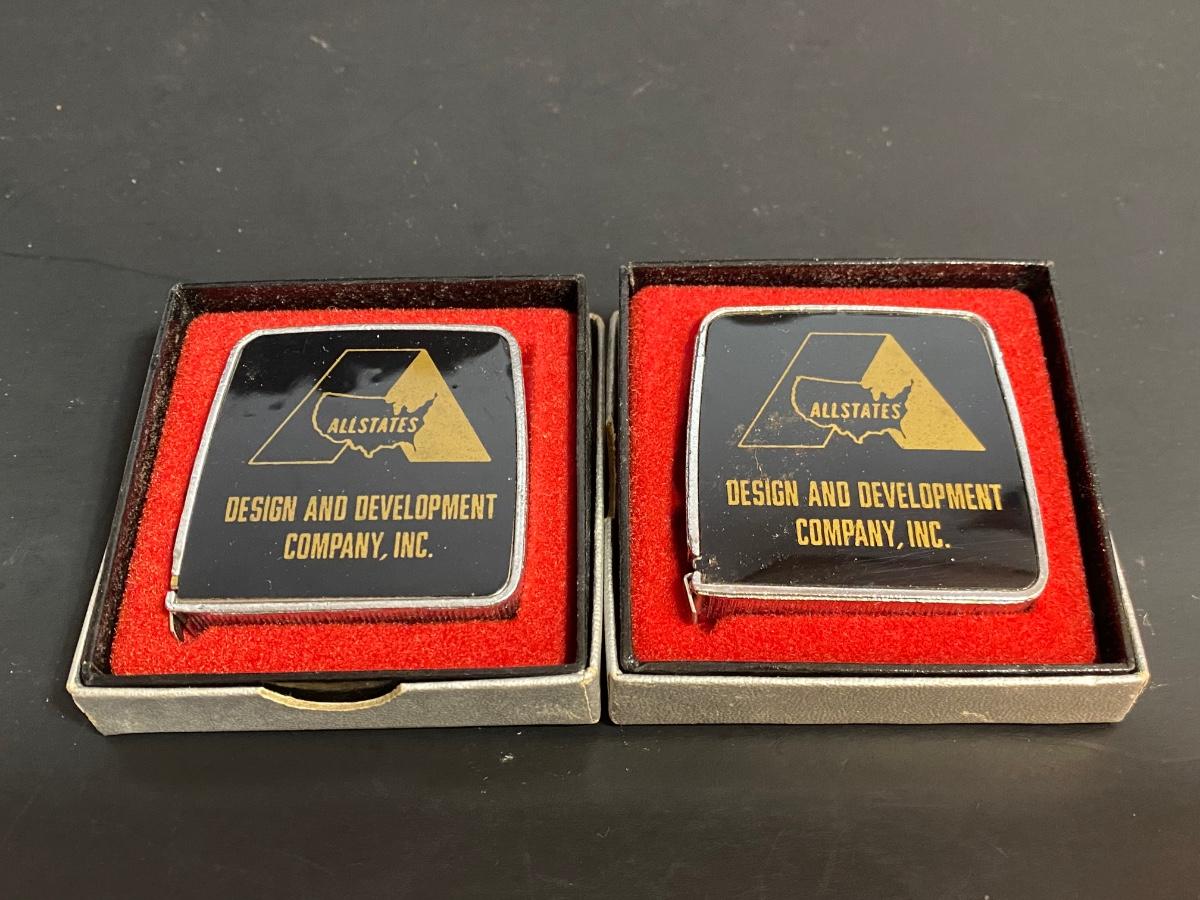 ALLSTATES
DESIGN AND DEVELOPMENT
COMPANY, INC.
ALLSTATES
DESIGN AND DEVELOPMENT
COMPANY, INC.